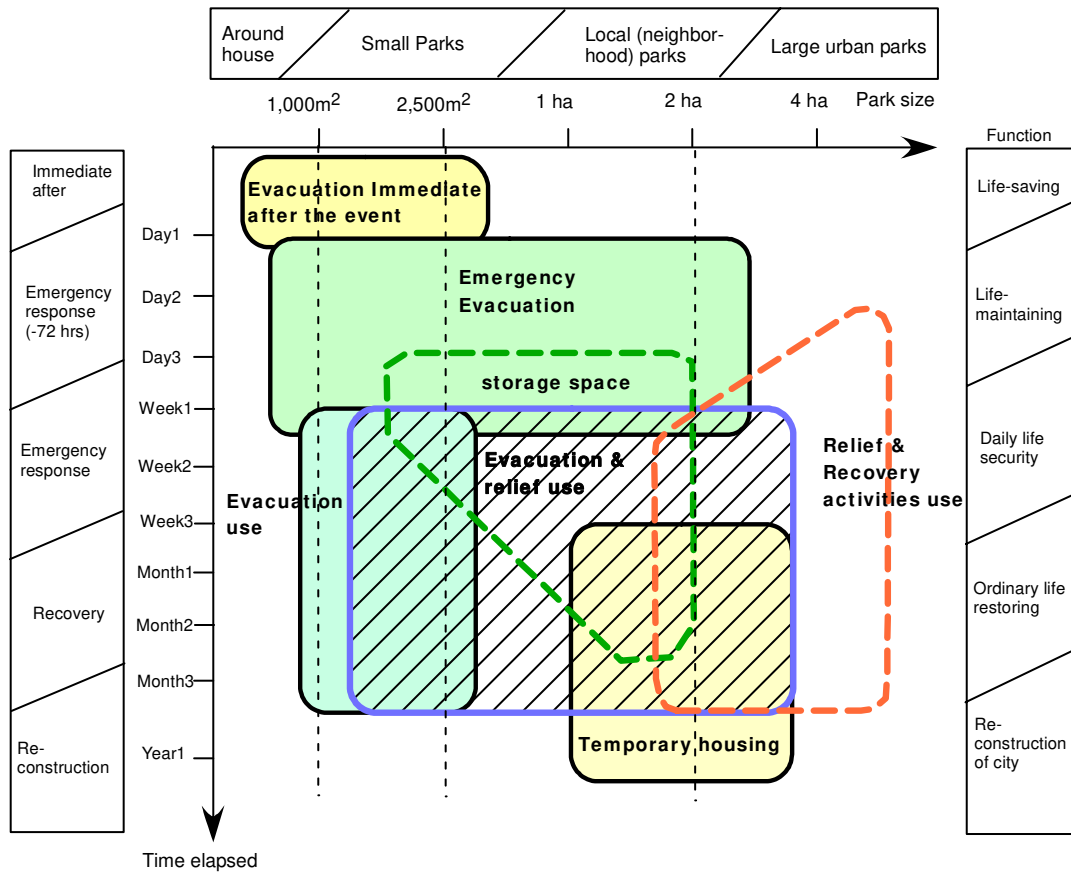 Around
house
Small Parks
Local (neighbor-
hood) parks
Large urban parks
1,000m²
2,500m²
1 ha
2 ha
4 ha
Park size
Function
Immediate
after
Emergency
response
(-72 hrs)
Emergency
response
Recovery
Re-
construction
Day1
Day2
Day3
Week1
Week2
Week3
Month1
Month2
Month3
Year1
Time elapsed
Evacuation Immediate
after the event
Emergency
Evacuation
storage space
Evacuation
use
Evacuation &
relief use
Relief &
Recovery
activities use
Temporary housing
Life-saving
Life-
maintaining
Daily life
security
Ordinary life
restoring
Re-
construction
of city